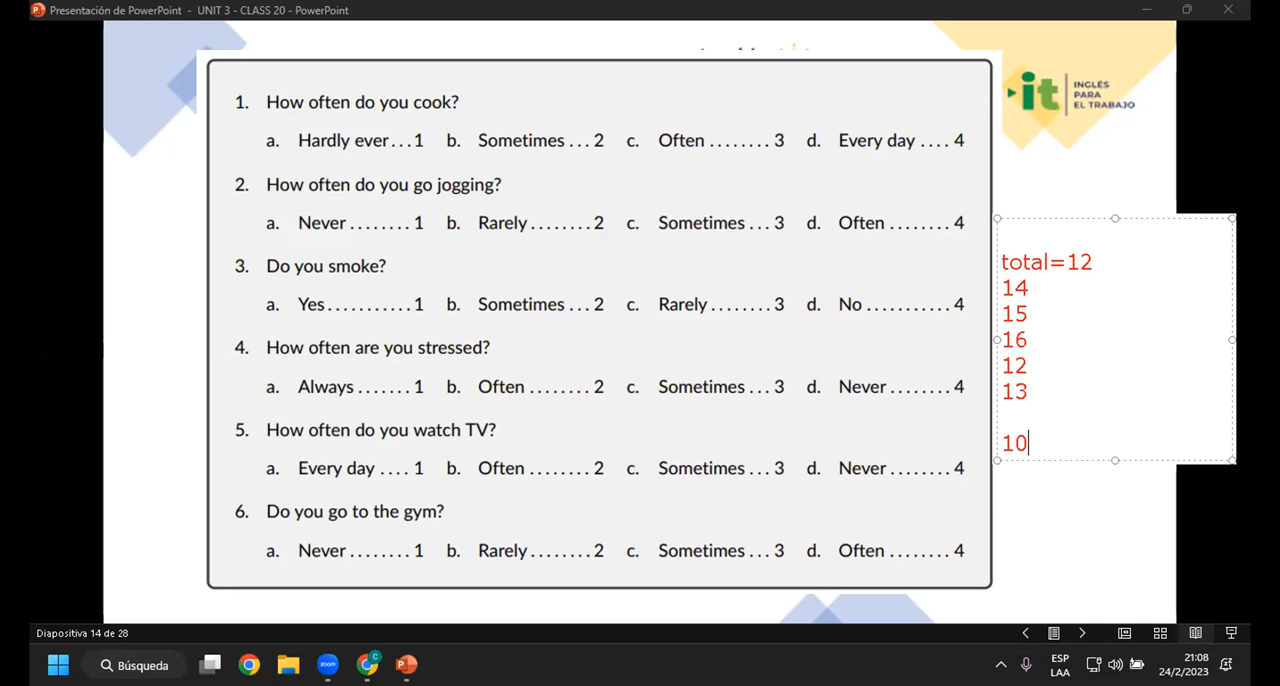 Presentación de PowerPoint - UNIT 3 - CLASS 20 - PowerPoint
it INGLÉS
PARA
EL TRABAJO
1. How often do you cook?
a. Hardly ever...1 b. Sometimes...2 c. Often........3 d. Every day....4
2. How often do you go jogging?
a. Never........1 b. Rarely........2 c. Sometimes...3 d. Often........4
3. Do you smoke?
a. Yes...........1 b. Sometimes...2 c. Rarely........3 d. No...........4
4. How often are you stressed?
a. Always.......1 b. Often........2 c. Sometimes...3 d. Never........4
5. How often do you watch TV?
a. Every day....1 b. Often........2 c. Sometimes...3 d. Never........4
6. Do you go to the gym?
a. Never........1 b. Rarely........2 c. Sometimes...3 d. Often........4
total=12
14
15
16
12
13
10
Diapositiva 14 de 28
Búsqueda
zoom
C
P
ESP
LAA
21:08
24/2/2023